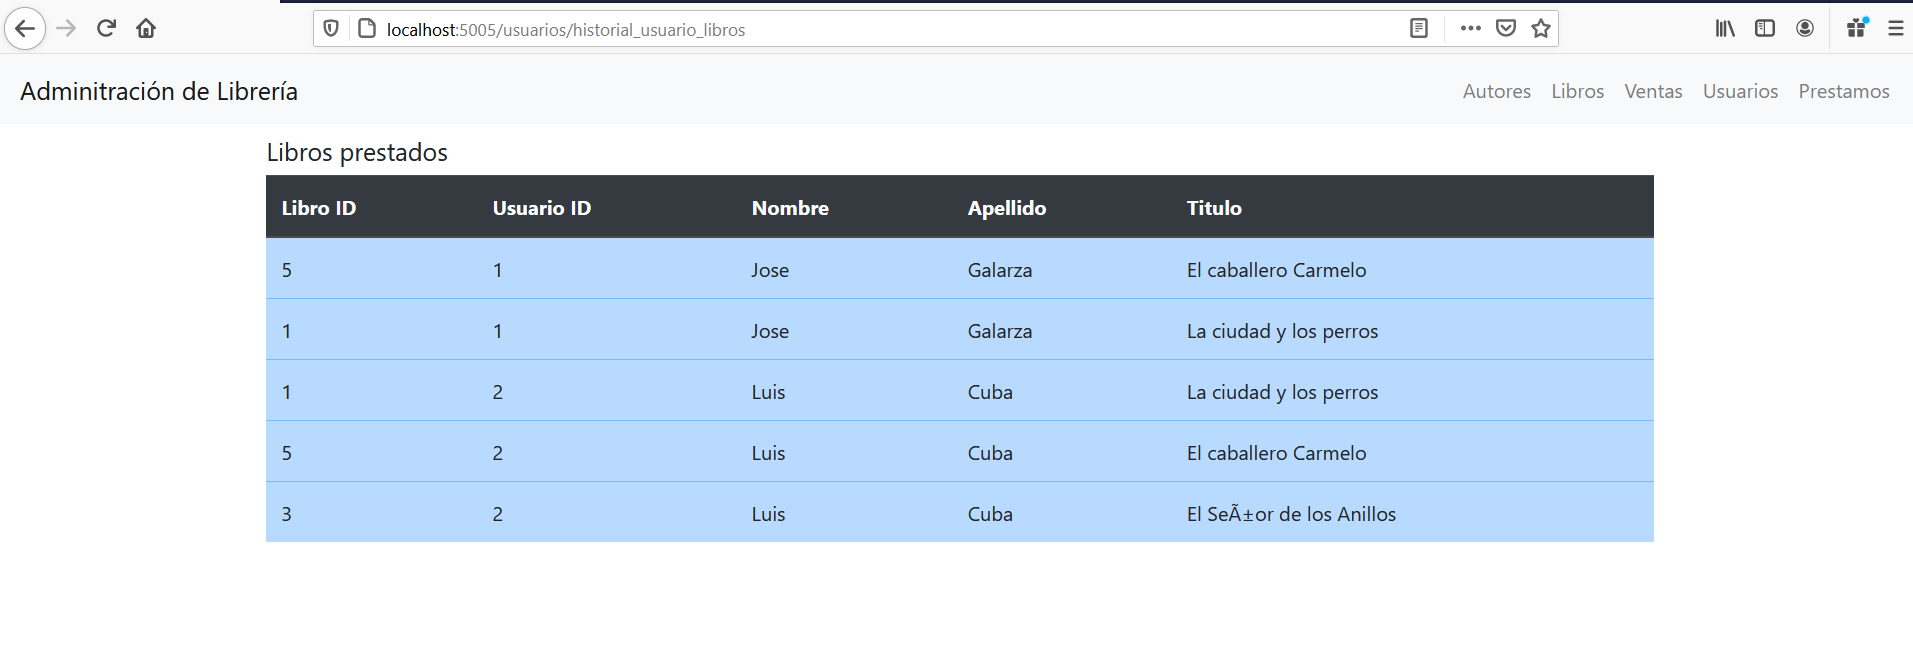 localhost:5005/usuarios/historial_usuario_libros
Adminitración de Librería Autores Libros Ventas Usuarios Prestamos
Libros prestados
Libro ID Usuario ID Nombre Apellido Titulo
5 1 Jose Galarza El caballero Carmelo
1 1 Jose Galarza La ciudad y los perros
1 2 Luis Cuba La ciudad y los perros
5 2 Luis Cuba El caballero Carmelo
3 2 Luis Cuba El SeÃ±or de los Anillos